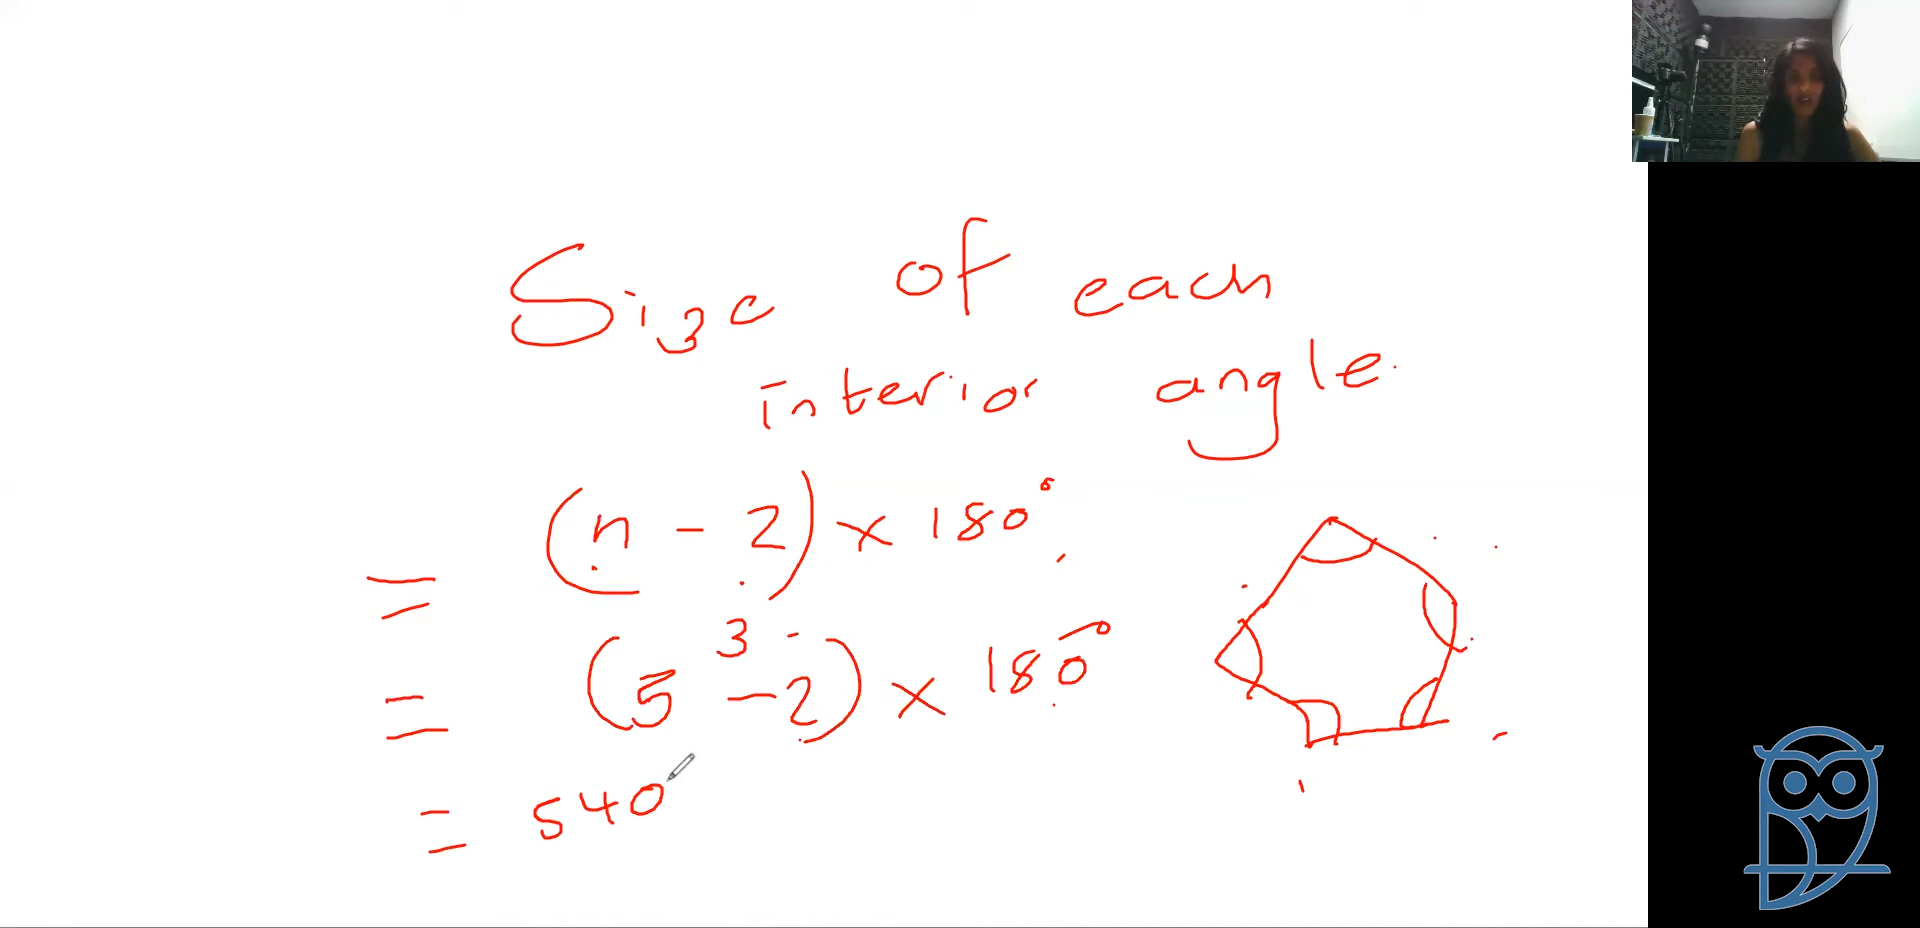 Size of each
interior angle.
= (n - 2) × 180°
3
= (5 - 2) × 180°
= 540